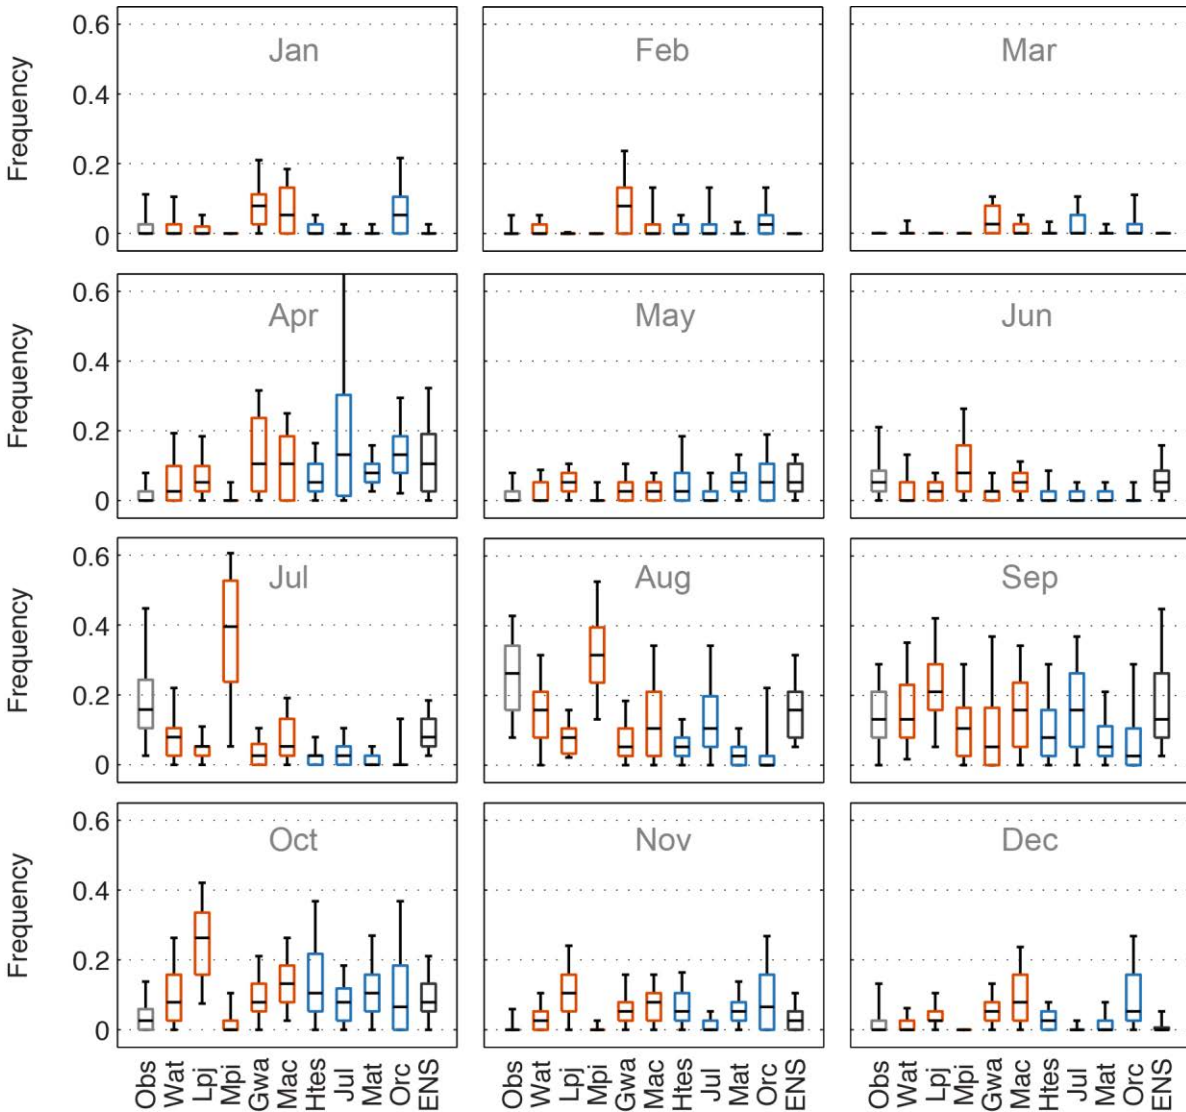 Frequency
0.6
0.4
0.2
0
Jan
Feb
Mar
Frequency
0.6
0.4
0.2
0
Apr
May
Jun
Frequency
0.6
0.4
0.2
0
Jul
Aug
Sep
Frequency
0.6
0.4
0.2
0
Oct
Nov
Dec
Obs Wat Lpj Mpi Gwa Mac Htes Jul Mat Orc ENS
Obs Wat Lpj Mpi Gwa Mac Htes Jul Mat Orc ENS
Obs Wat Lpj Mpi Gwa Mac Htes Jul Mat Orc ENS